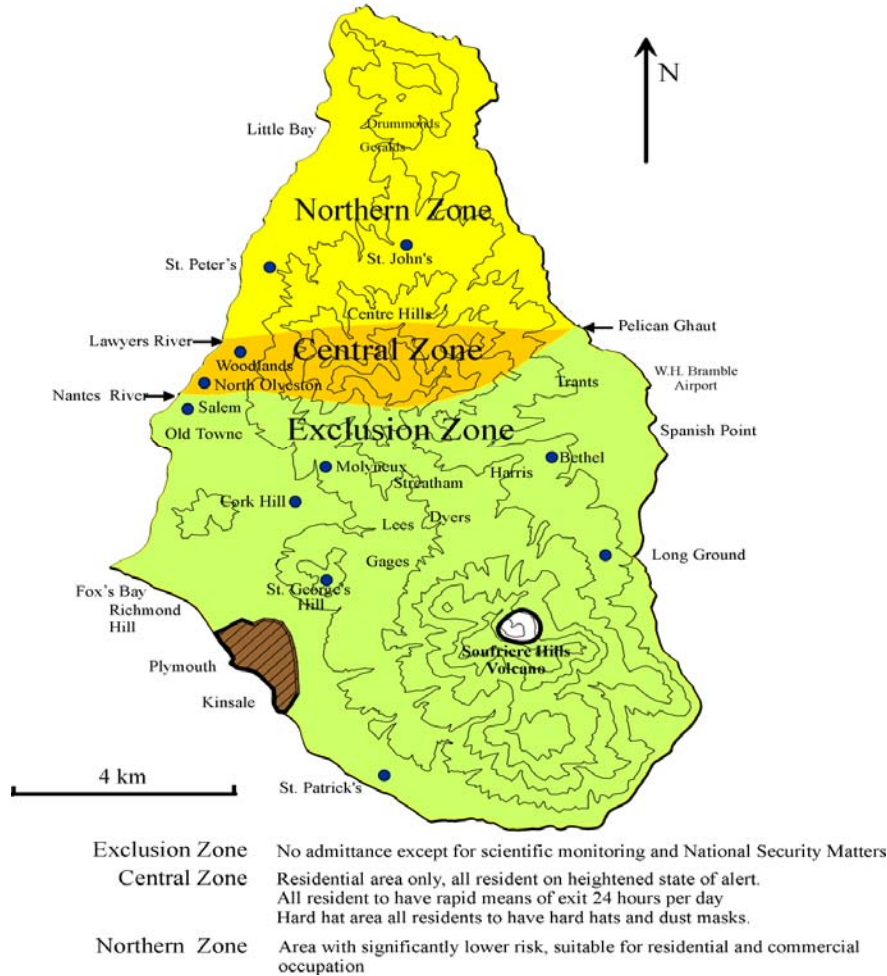 N
Little Bay
Drummonds
Geralds
Northern Zone
St. Peter's
St. John's
Centre Hills
Pelican Ghaut
Lawyers River
Central Zone
Woodlands
W.H. Bramble
Airport
Trants
North Olveston
Nantes River
Salem
Old Towne
Exclusion Zone
Spanish Point
Bethel
Molyneux
Harris
Streatham
Cork Hill
Dyers
Lees
Long Ground
Gages
Fox's Bay
St. George's
Hill
Richmond
Hill
Soufriere Hills
Volcano
Plymouth
Kinsale
4 km
St. Patrick's
Exclusion Zone No admittance except for scientific monitoring and National Security Matters
Central Zone Residential area only, all resident on heightened state of alert.
All resident to have rapid means of exit 24 hours per day
Hard hat area all residents to have hard hats and dust masks.
Northern Zone Area with significantly lower risk, suitable for residential and commercial
occupation